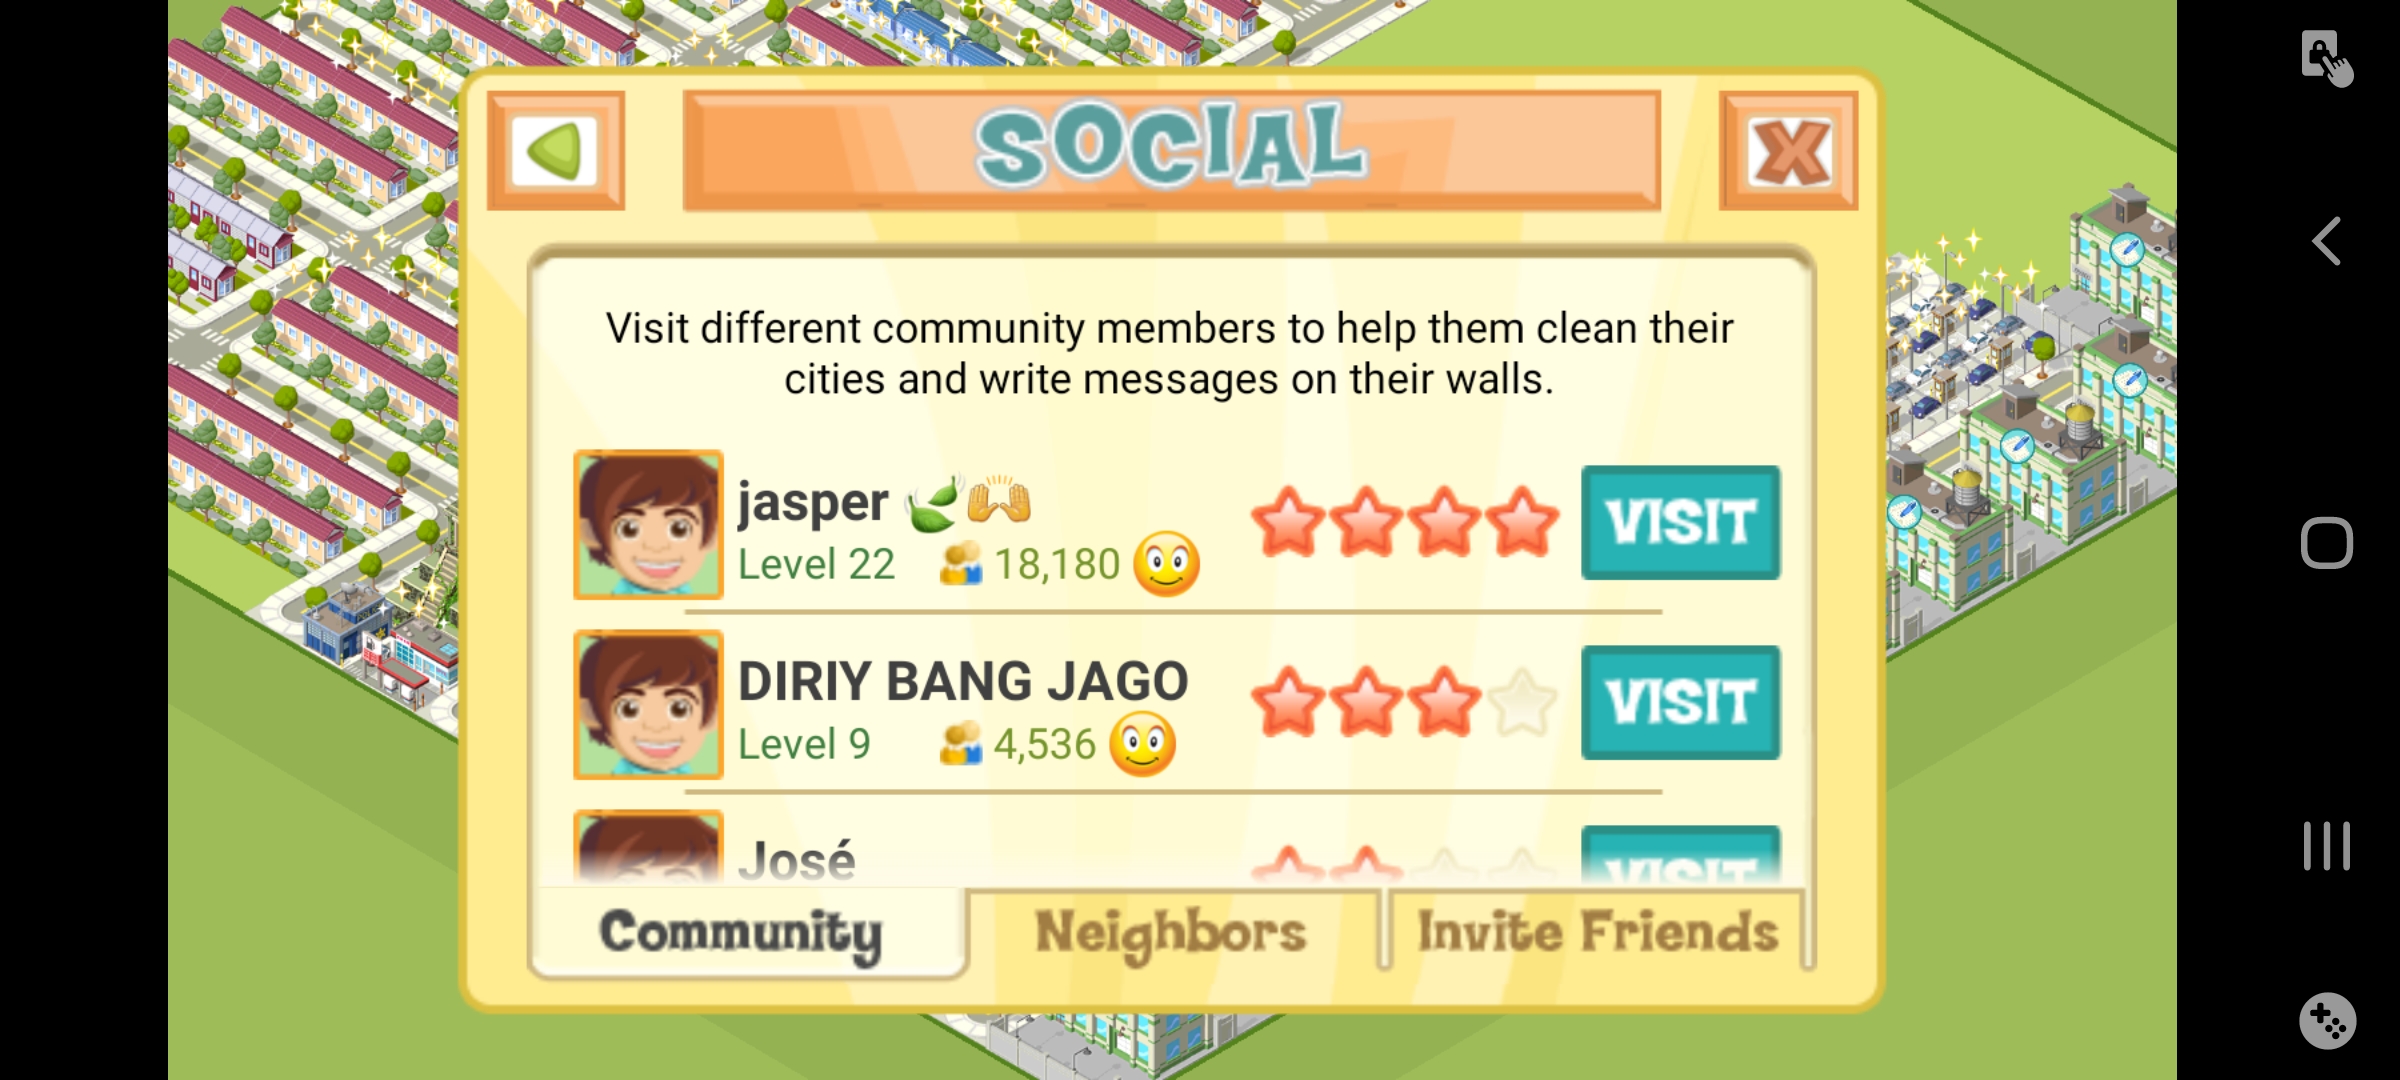 SOCIAL
Visit different community members to help them clean their
cities and write messages on their walls.
jasper 🍃🙌
Level 22 18,180
VISIT
DIRIY BANG JAGO
Level 9 4,536
VISIT
José
VISIT
Community Neighbors Invite Friends